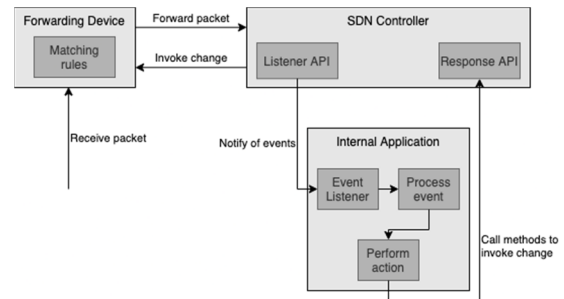 Forwarding Device
Forward packet
SDN Controller
Matching
rules
Invoke change
Listener API
Response API
Receive packet
Notify of events
Internal Application
Event
Listener
Process
event
Call methods to
invoke change
Perform
action